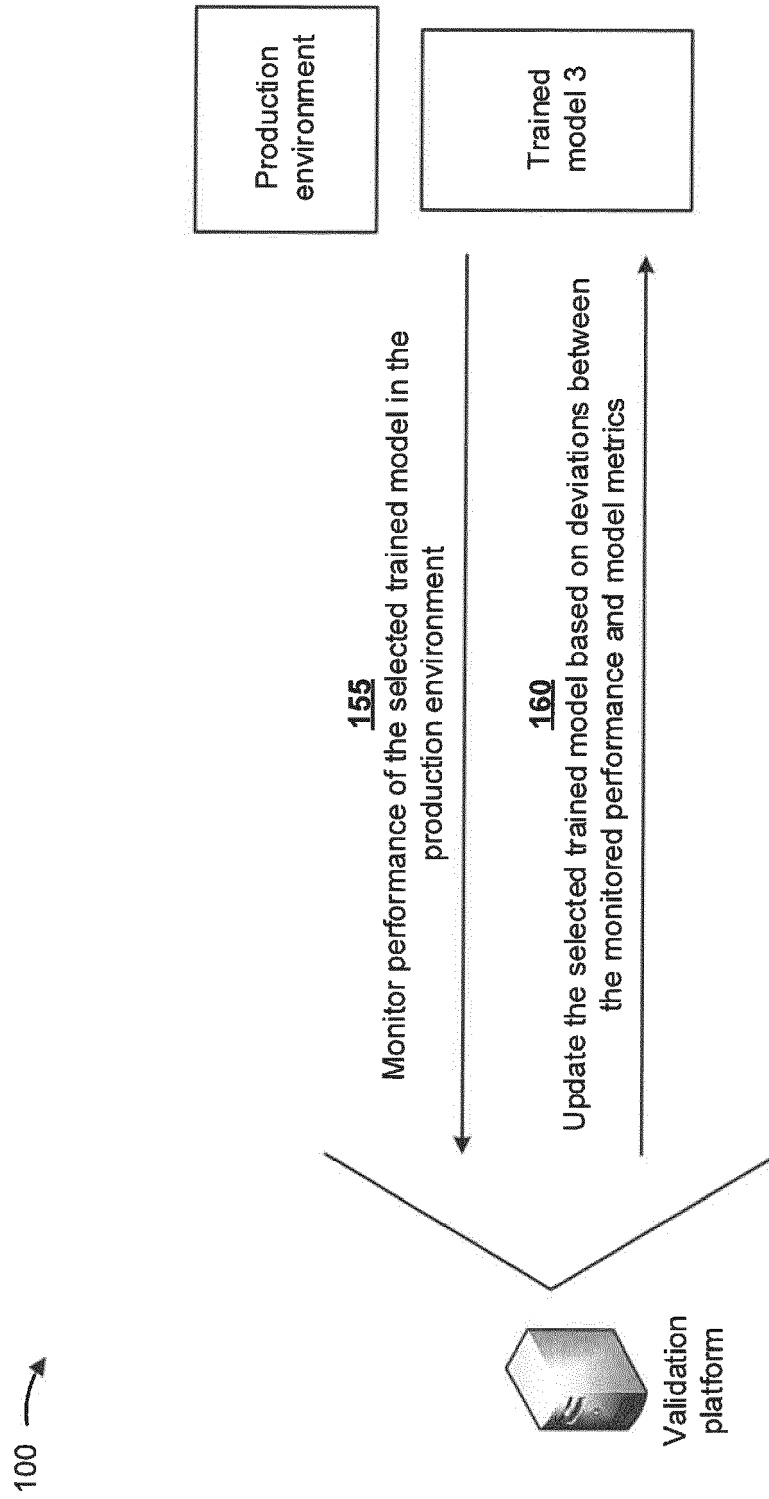 100
Production
environment
Trained
model 3
155
Monitor performance of the selected trained model in the
production environment
160
Update the selected trained model based on deviations between
the monitored performance and model metrics
Validation
platform